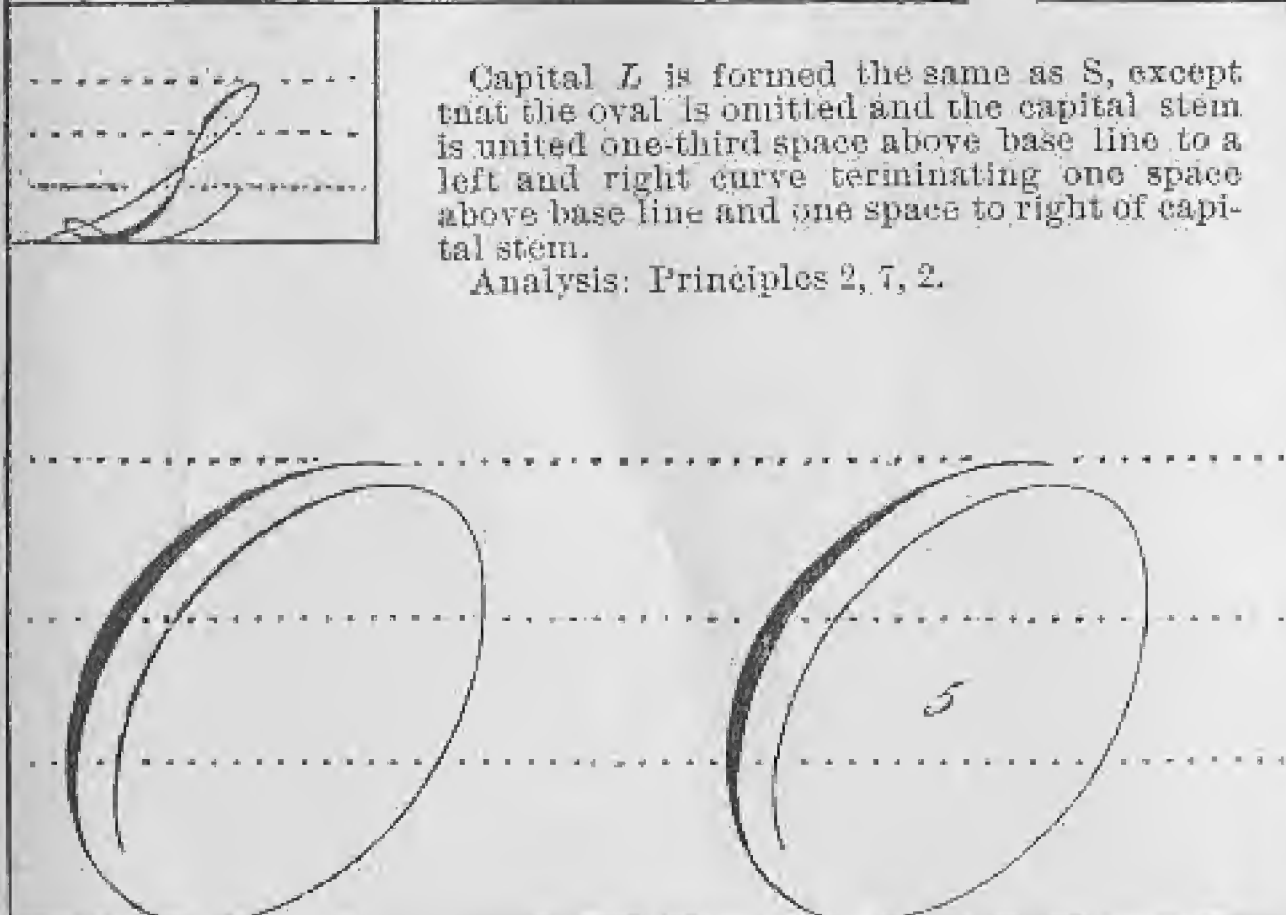 Capital L is formed the same as S, except
tnat the oval is omitted and the capital stem
is united one-third space above base line to a
left and right curve terminating one space
above base line and one space to right of capi-
tal stem.
Analysis: Principles 2, 7, 2.
5